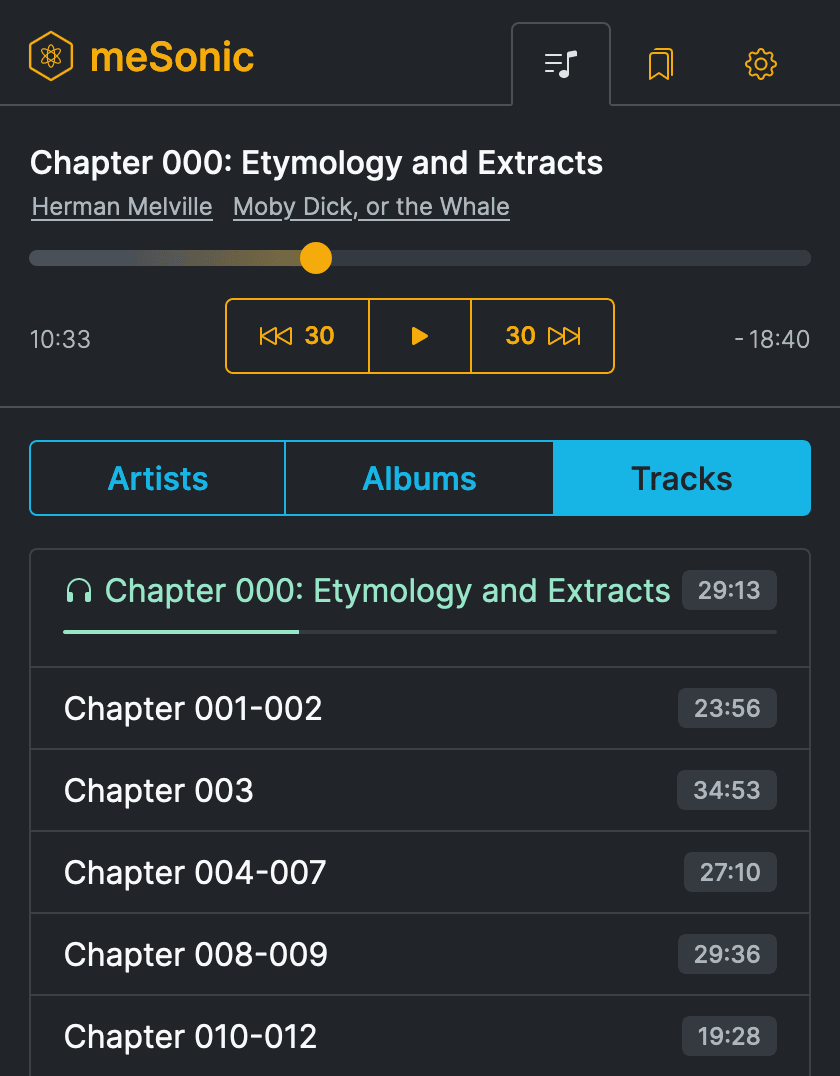 meSonic
Chapter 000: Etymology and Extracts
Herman Melville Moby Dick, or the Whale
10:33 30 30 - 18:40
Artists Albums Tracks
Chapter 000: Etymology and Extracts 29:13
Chapter 001-002 23:56
Chapter 003 34:53
Chapter 004-007 27:10
Chapter 008-009 29:36
Chapter 010-012 19:28